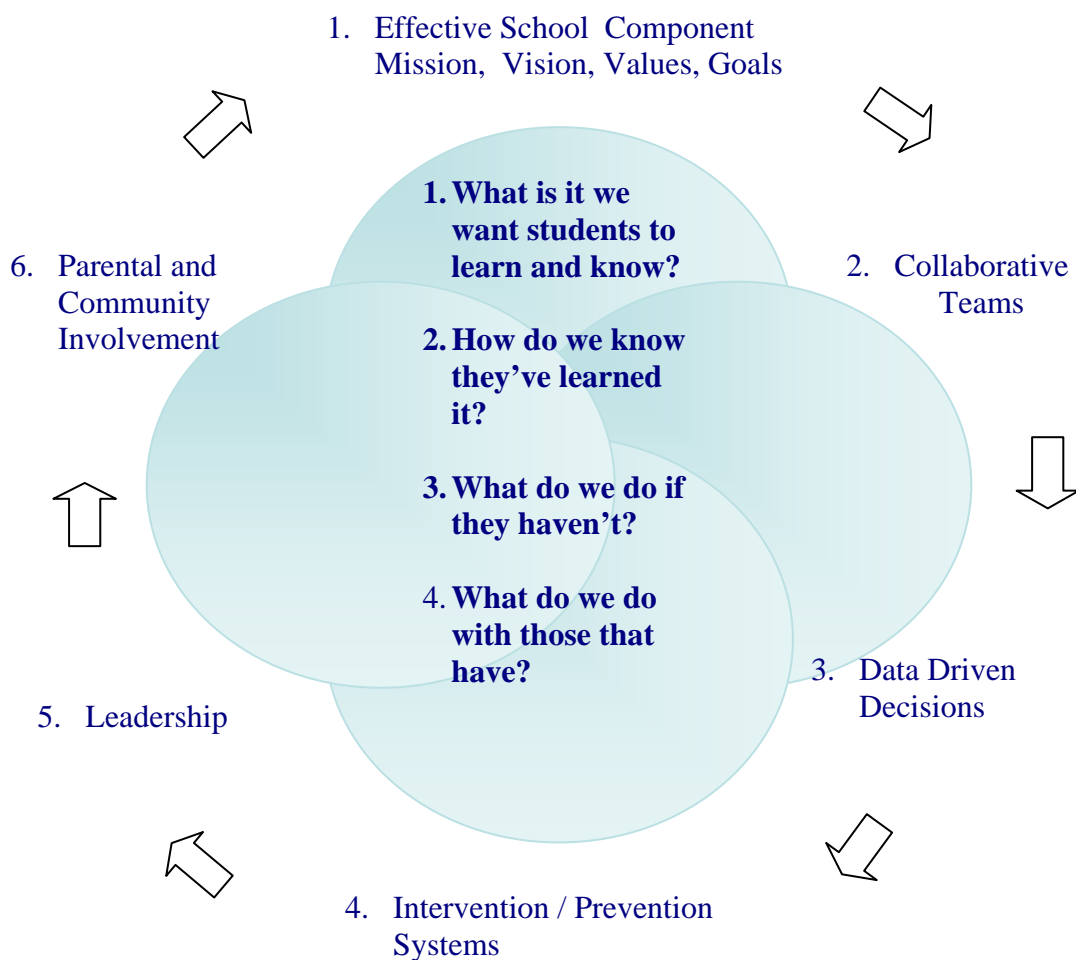 1. Effective School Component
Mission, Vision, Values, Goals
1. What is it we
want students to
learn and know?
2. How do we know
they’ve learned
it?
3. What do we do if
they haven’t?
4. What do we do
with those that
have?
2. Collaborative
Teams
3. Data Driven
Decisions
4. Intervention / Prevention
Systems
5. Leadership
6. Parental and
Community
Involvement